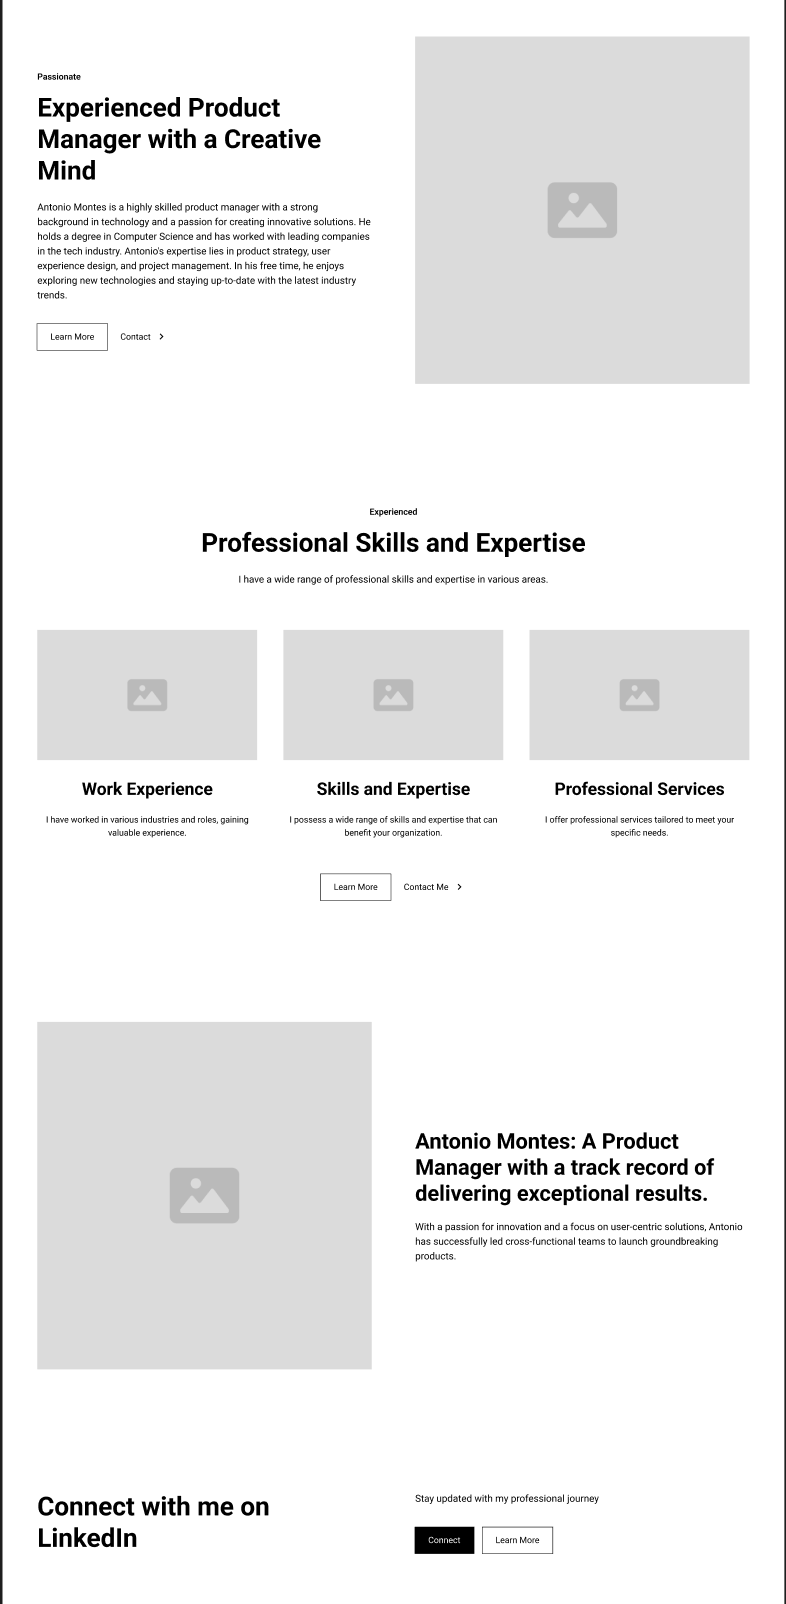 Passionate
Experienced Product
Manager with a Creative
Mind
Antonio Montes is a highly skilled product manager with a strong
background in technology and a passion for creating innovative solutions. He
holds a degree in Computer Science and has worked with leading companies
in the tech industry. Antonio's expertise lies in product strategy, user
experience design, and project management. In his free time, he enjoys
exploring new technologies and staying up-to-date with the latest industry
trends.
Learn More
Contact
Experienced
Professional Skills and Expertise
I have a wide range of professional skills and expertise in various areas.
Work Experience
I have worked in various industries and roles, gaining
valuable experience.
Skills and Expertise
I possess a wide range of skills and expertise that can
benefit your organization.
Professional Services
I offer professional services tailored to meet your
specific needs.
Learn More
Contact Me
Antonio Montes: A Product
Manager with a track record of
delivering exceptional results.
With a passion for innovation and a focus on user-centric solutions, Antonio
has successfully led cross-functional teams to launch groundbreaking
products.
Connect with me on
LinkedIn
Stay updated with my professional journey
Connect
Learn More